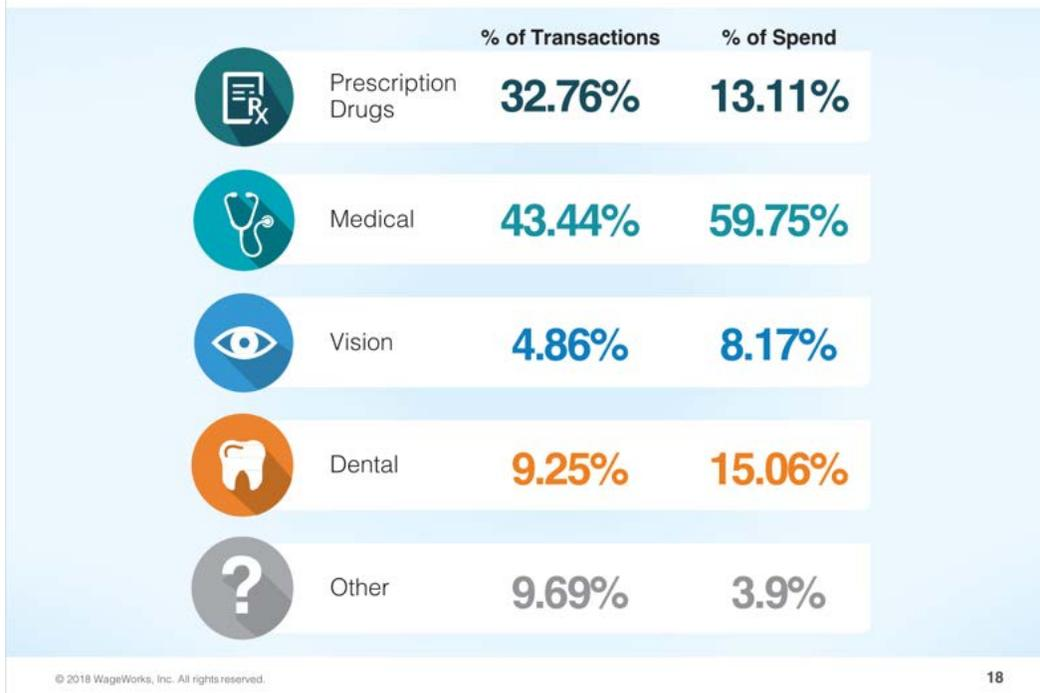 % of Transactions % of Spend
Rx
Prescription
Drugs
32.76% 13.11%
Medical 43.44% 59.75%
Vision 4.86% 8.17%
Dental 9.25% 15.06%
?
Other 9.69% 3.9%
© 2018 WageWorks, Inc. All rights reserved. 18